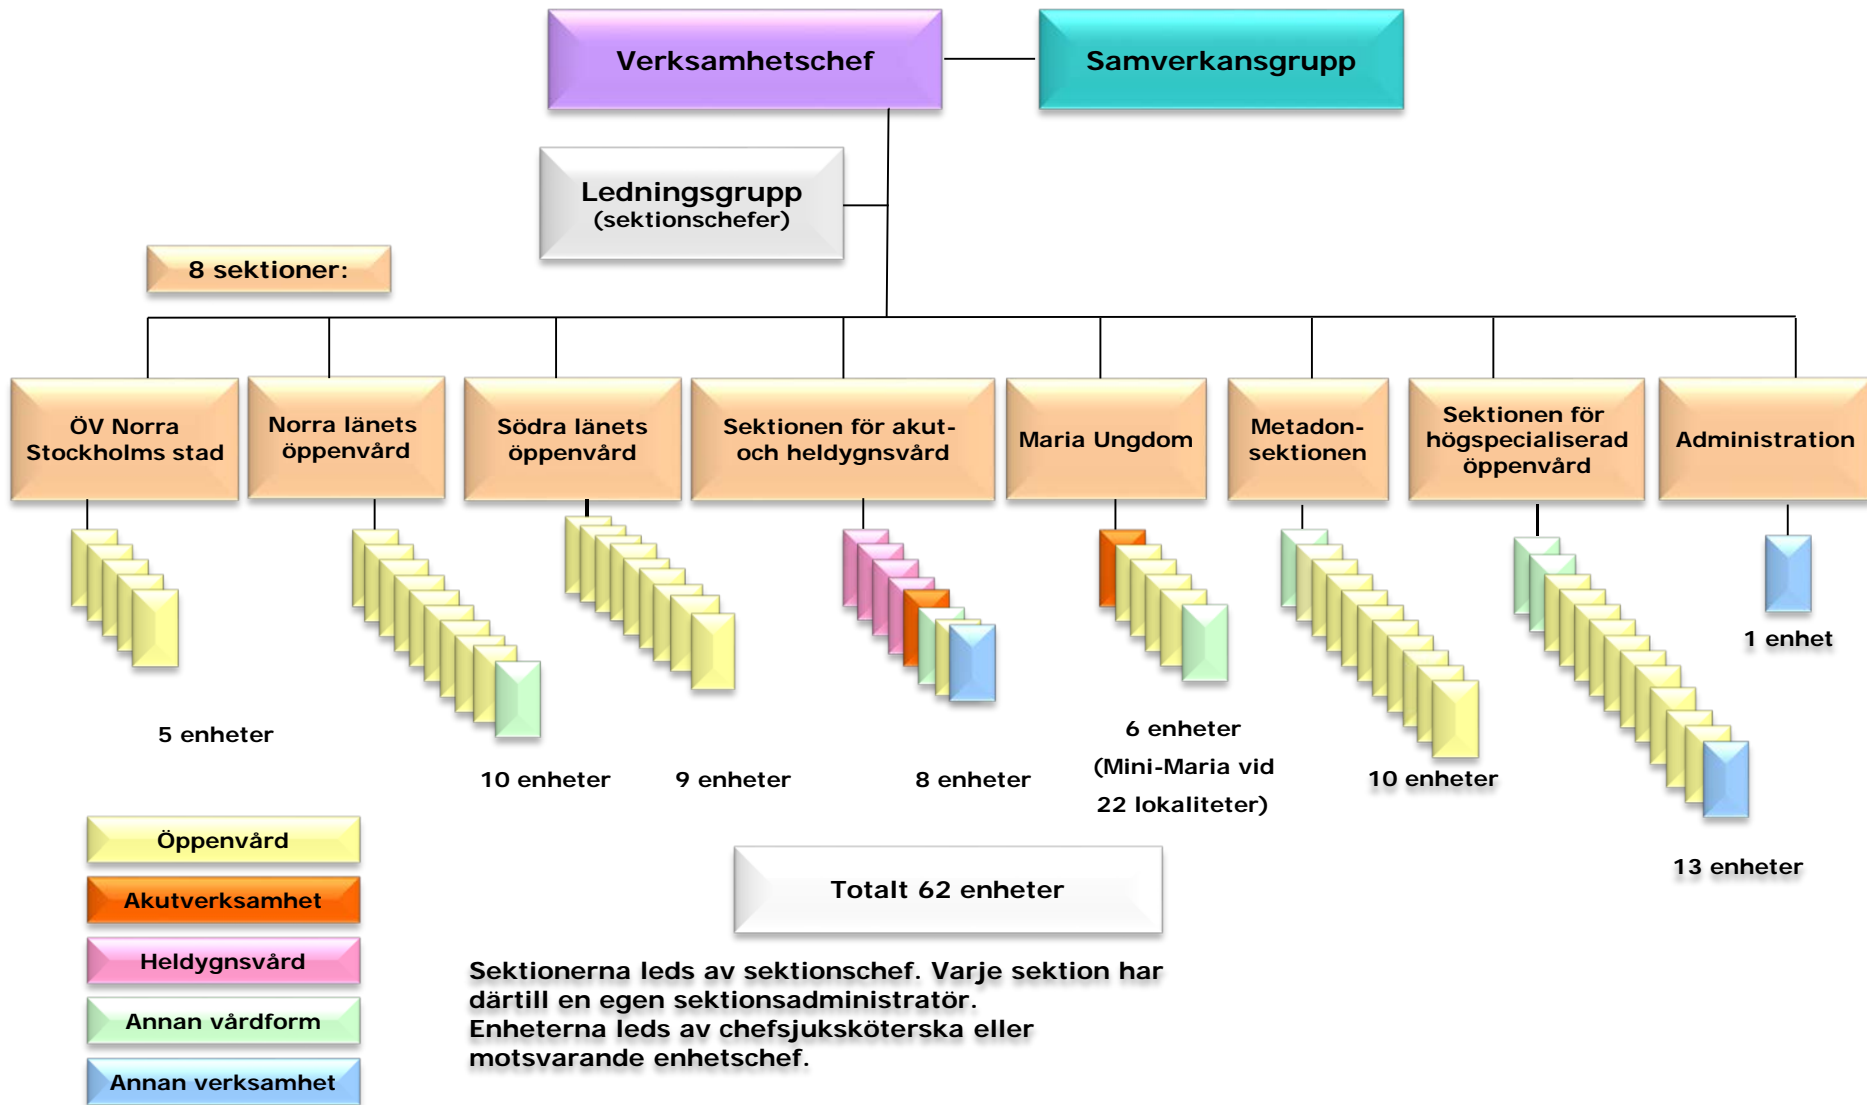 Verksamhetschef
Samverkansgrupp
Ledningsgrupp
(sektionschefer)
8 sektioner:
ÖV Norra
Stockholms stad
Norra länets
öppenvård
Södra länets
öppenvård
Sektionen för akut-
och heldygnsvård
Maria Ungdom
Metadon-
sektionen
Sektionen för
högspecialiserad
öppenvård
Administration
5 enheter
10 enheter
9 enheter
8 enheter
6 enheter
(Mini-Maria vid
22 lokaliteter)
10 enheter
13 enheter
1 enhet
Öppenvård
Akutverksamhet
Heldygnsvård
Annan vårdform
Annan verksamhet
Totalt 62 enheter
Sektionerna leds av sektionschef. Varje sektion har
därtill en egen sektionsadministratör.
Enheterna leds av chefsjuksköterska eller
motsvarande enhetschef.